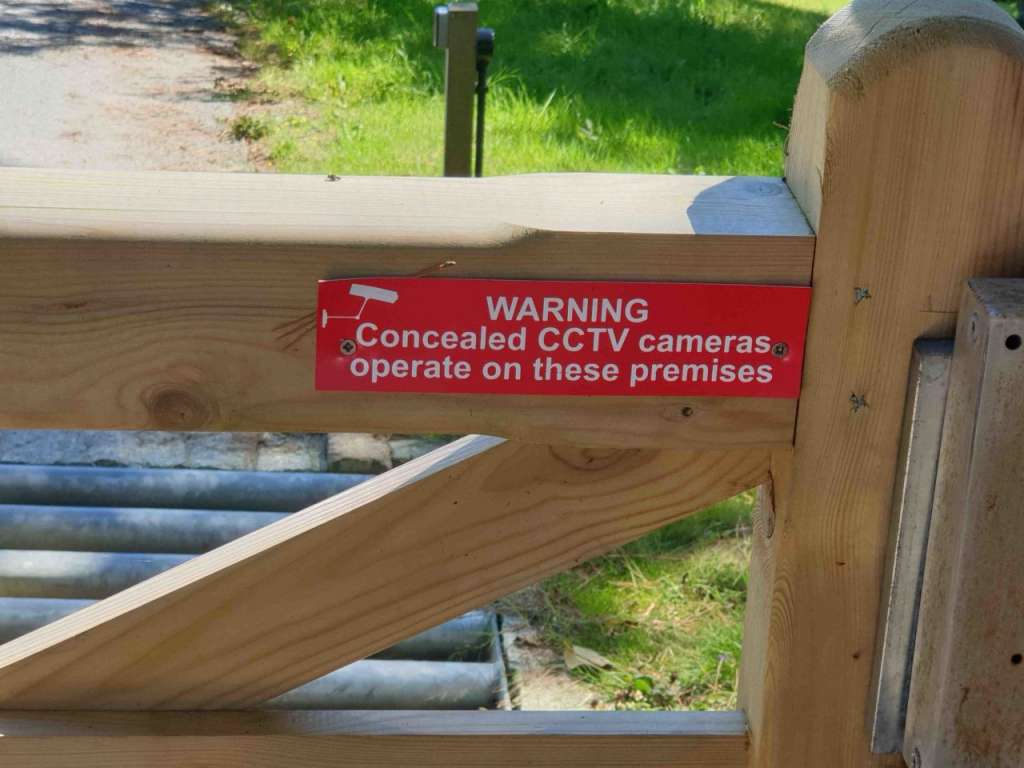 WARNING
Concealed CCTV cameras
operate on these premises